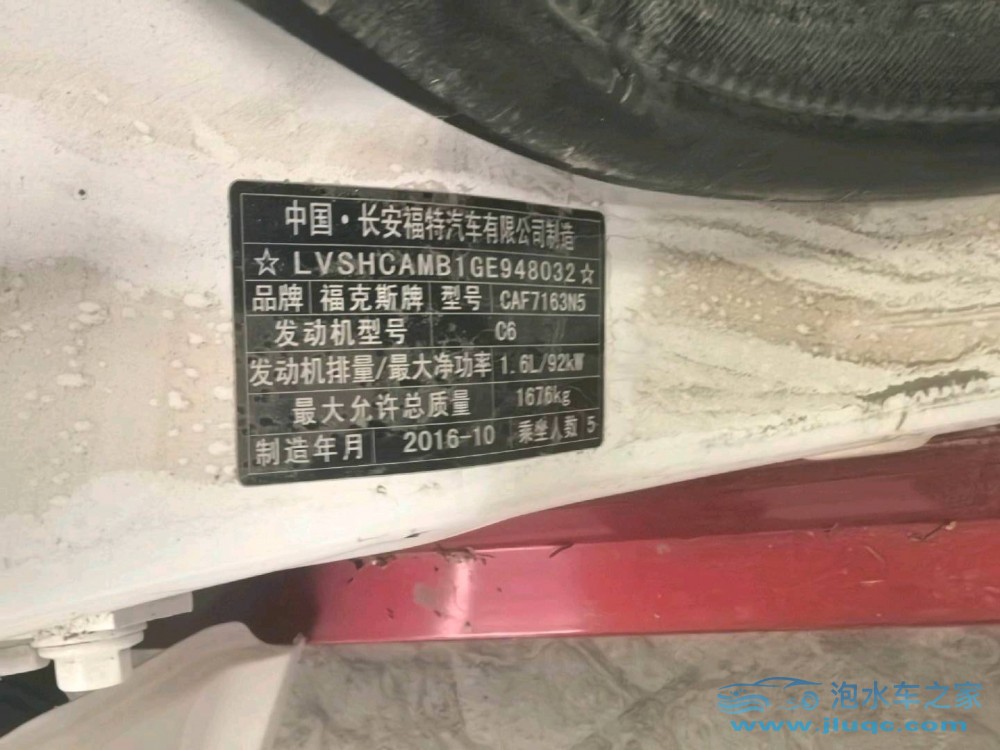 中国·长安福特汽车有限公司制造
☆LVSHCAMB1GE948032☆
品牌 福克斯牌 型号 CAF7163N5
发动机型号 C6
发动机排量/最大净功率 1.6L/92kW
最大允许总质量 1676kg
制造年月 2016-10 乘坐人数 5
泡水车之家
www.jluqc.com